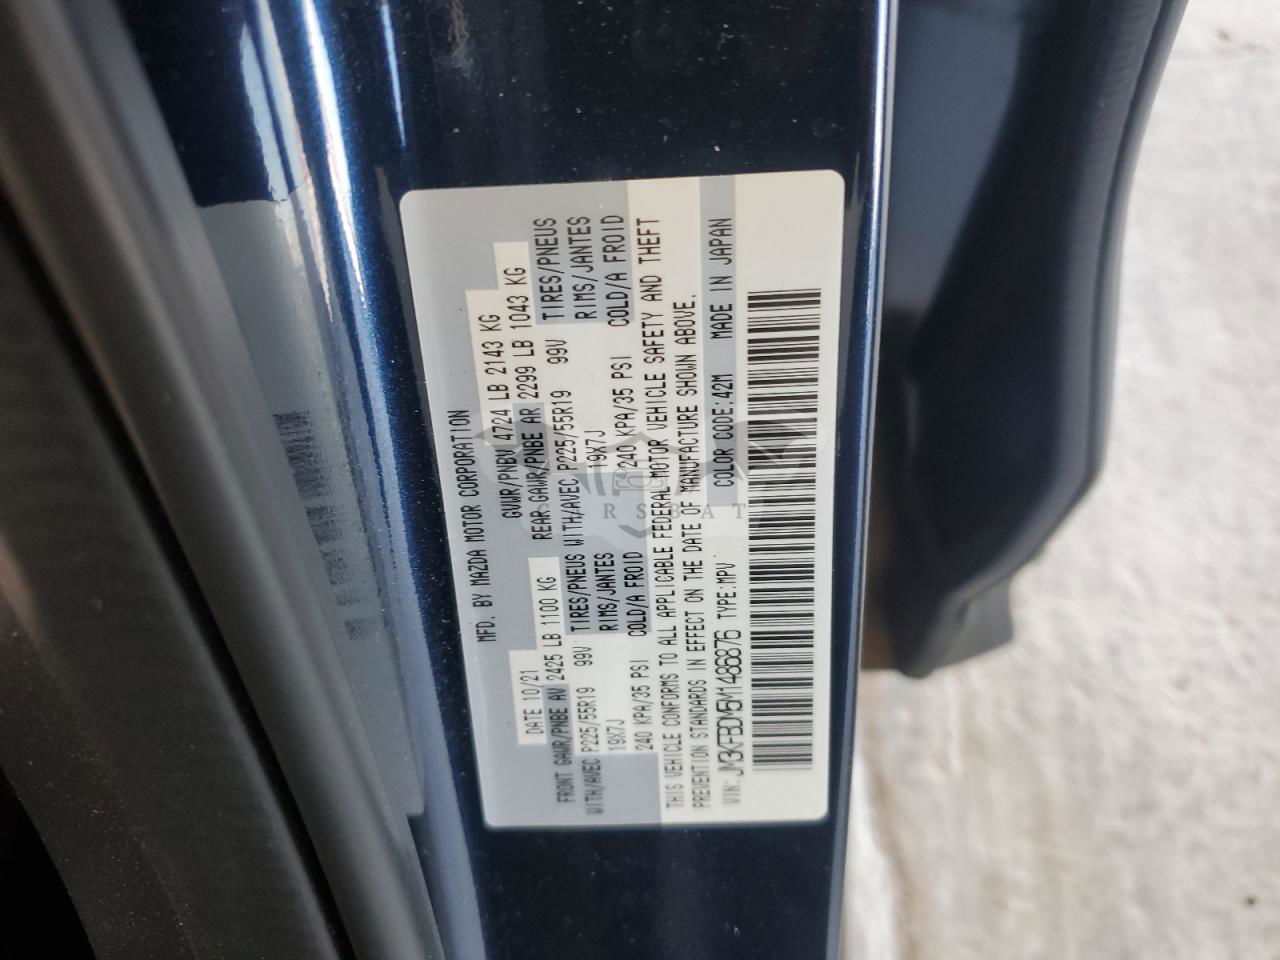 MFD. BY MAZDA MOTOR CORPORATION
DATE 10/21 GVWR/PNBV 4724 LB 2143 KG
FRONT GAWR/PNBE AV 2425 LB 1100 KG REAR GAWR/PNBE AR 2299 LB 1043 KG
TIRES/PNEUS WITH/AVEC P225/55R19 99V TIRES/PNEUS
WITH/AVEC P225/55R19 99V RIMS/JANTES 19X7J RIMS/JANTES
19X7J COLD/A FROID 240 KPA/35 PSI COLD/A FROID
240 KPA/35 PSI
THIS VEHICLE CONFORMS TO ALL APPLICABLE FEDERAL MOTOR VEHICLE SAFETY AND THEFT
PREVENTION STANDARDS IN EFFECT ON THE DATE OF MANUFACTURE SHOWN ABOVE.
VIN: JM3KFBDM5M1486876 TYPE:MPV COLOR CODE:42M MADE IN JAPAN
CARSBAT